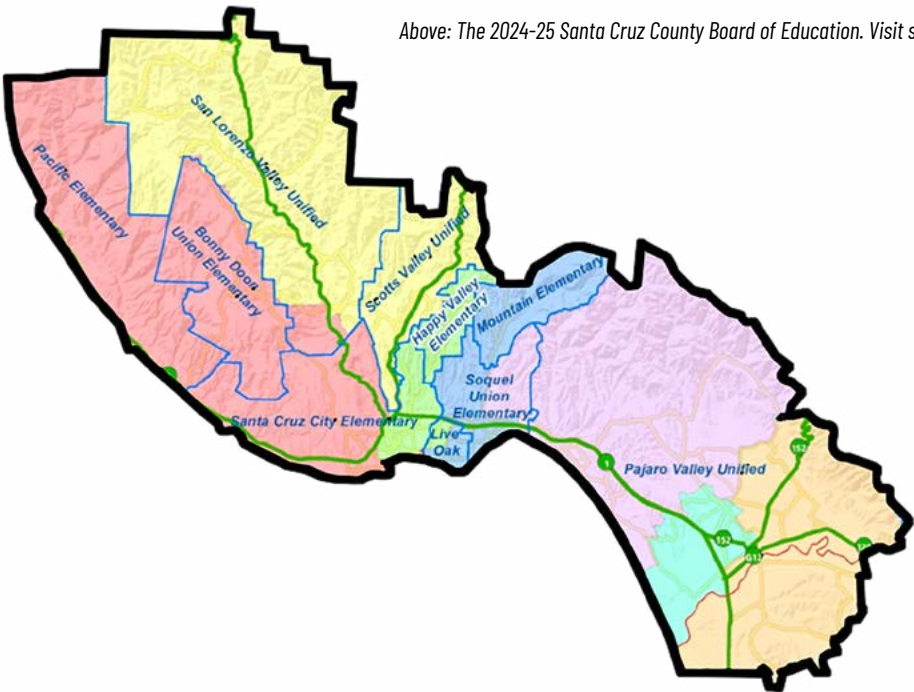 Above: The 2024-25 Santa Cruz County Board of Education. Visit s
San Lorenzo Valley Unified
Pacific Elementary
Bonny Doon
Union Elementary
Scotts Valley Unified
Happy Valley
Elementary
Mountain Elementary
Soquel
Union
Elementary
Santa Cruz City Elementary
Live
Oak
Pajaro Valley Unified
1
152
152
G12